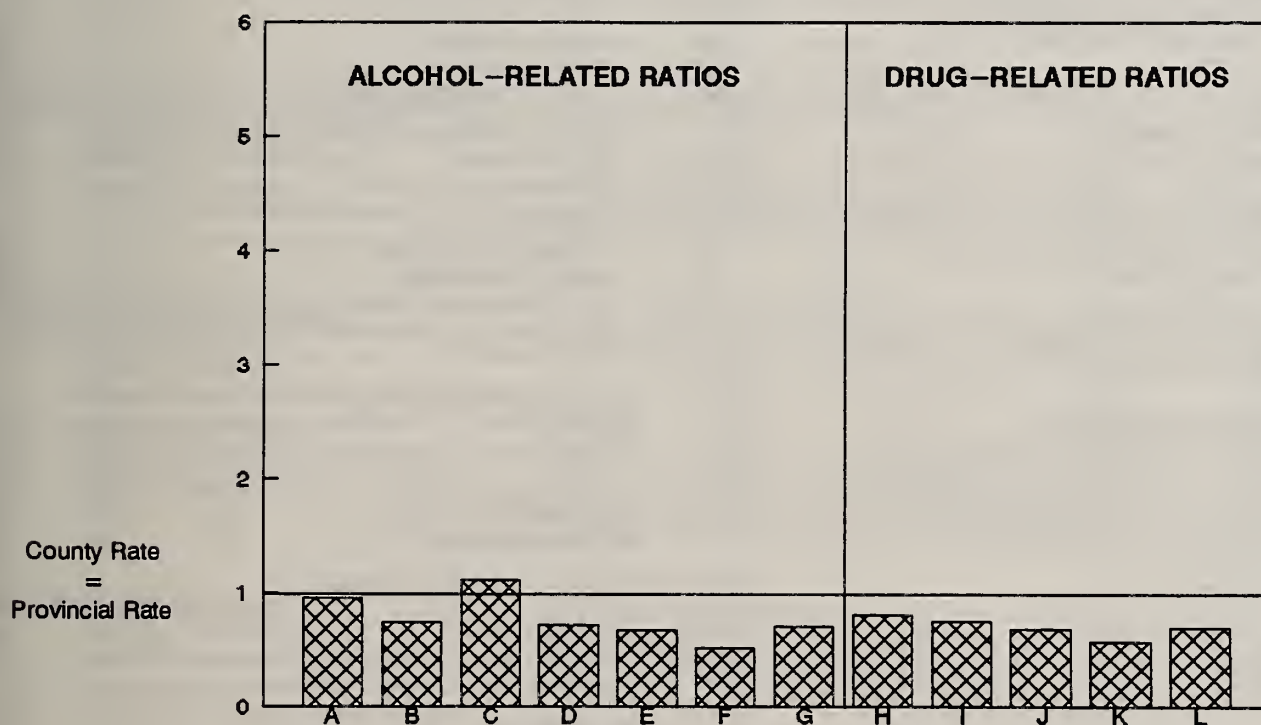 6
ALCOHOL-RELATED RATIOS
DRUG-RELATED RATIOS
5
4
3
2
County Rate
=
Provincial Rate
1
0
A B C D E F G H I J K L